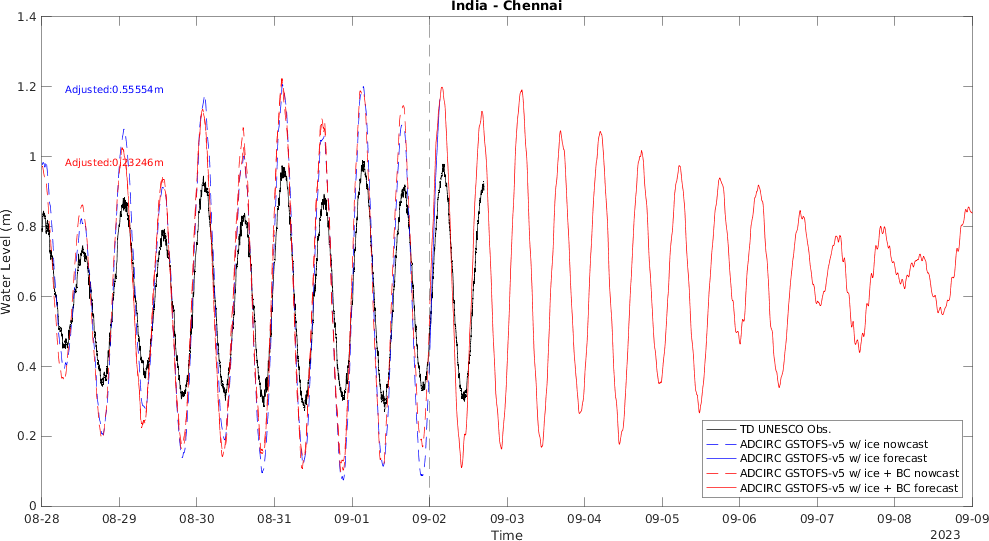 India - Chennai
1.4
1.2
1
0.8
0.6
0.4
0.2
0
Water Level (m)
Adjusted:0.55554m
Adjusted:0.23246m
TD UNESCO Obs.
ADCIRC GSTOFS-v5 w/ ice nowcast
ADCIRC GSTOFS-v5 w/ ice forecast
ADCIRC GSTOFS-v5 w/ ice + BC nowcast
ADCIRC GSTOFS-v5 w/ ice + BC forecast
08-28 08-29 08-30 08-31 09-01 09-02 09-03 09-04 09-05 09-06 09-07 09-08 09-09
Time
2023